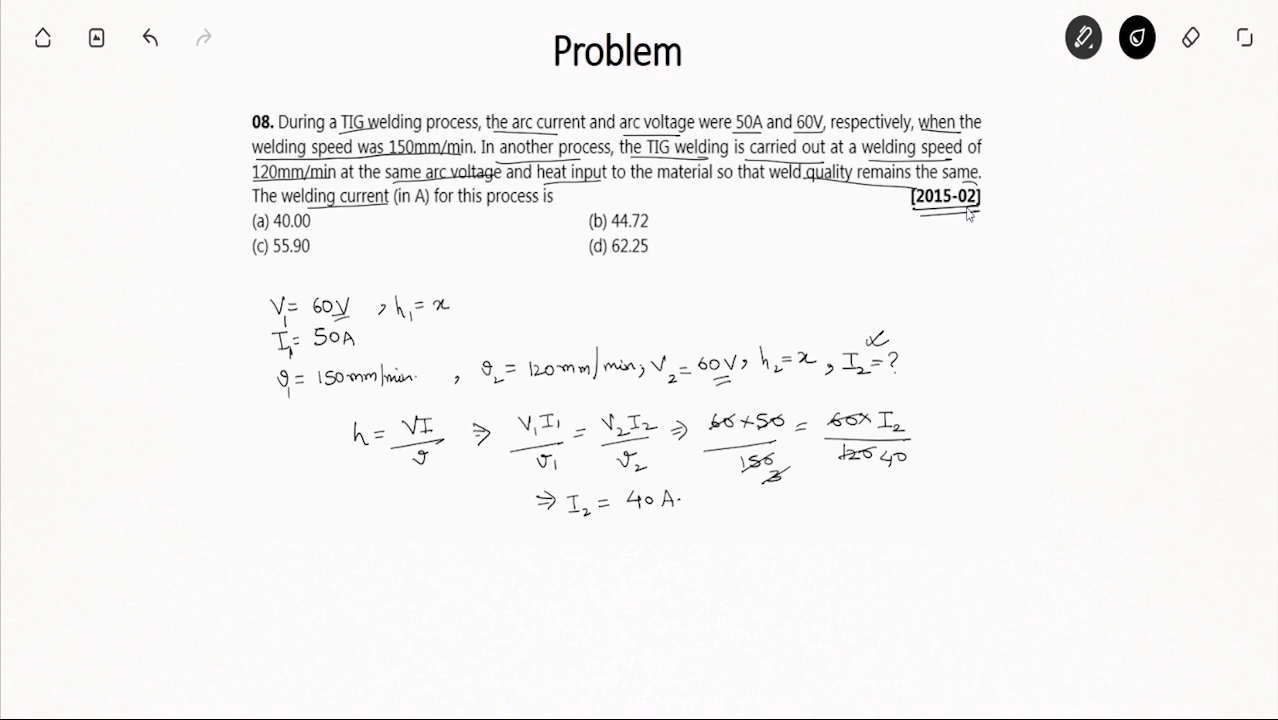 Problem
08. During a TIG welding process, the arc current and arc voltage were 50A and 60V, respectively, when the
welding speed was 150mm/min. In another process, the TIG welding is carried out at a welding speed of
120mm/min at the same arc voltage and heat input to the material so that weld quality remains the same.
The welding current (in A) for this process is [2015-02]
(a) 40.00 (b) 44.72
(c) 55.90 (d) 62.25
V₁ = 60V , h₁ = x
I₁ = 50A
ϑ₁ = 150mm/min. , ϑ₂ = 120mm/min, V₂ = 60V, h₂ = x, I₂ = ?
h = VI/ϑ ⇒ V₁I₁/ϑ₁ = V₂I₂/ϑ₂ ⇒ 60×50/150 3 = 60×I₂/120 40
⇒ I₂ = 40A.